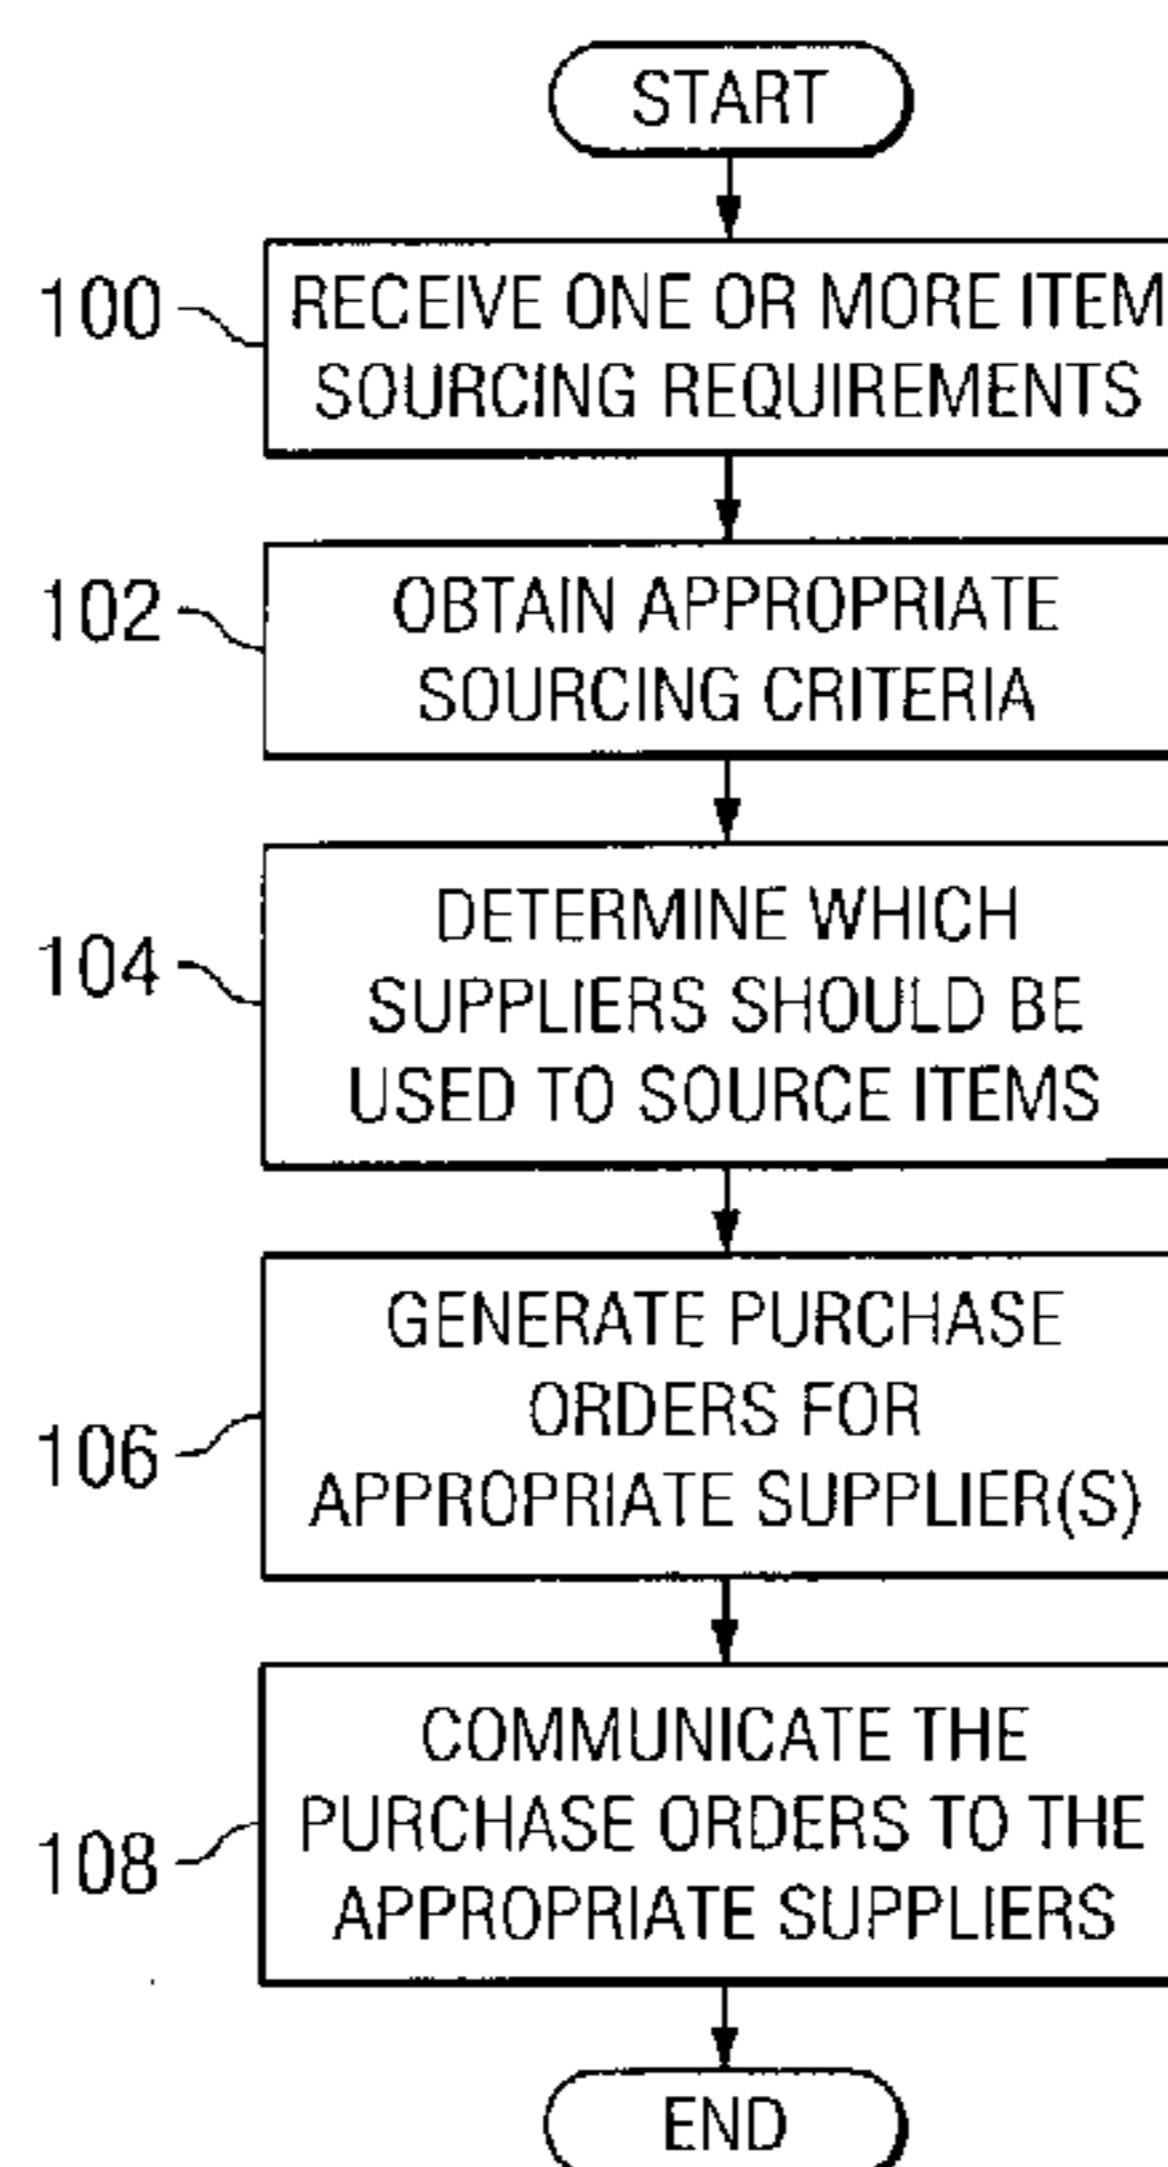 START
100
RECEIVE ONE OR MORE ITEM
SOURCING REQUIREMENTS
102
OBTAIN APPROPRIATE
SOURCING CRITERIA
104
DETERMINE WHICH
SUPPLIERS SHOULD BE
USED TO SOURCE ITEMS
106
GENERATE PURCHASE
ORDERS FOR
APPROPRIATE SUPPLIER(S)
108
COMMUNICATE THE
PURCHASE ORDERS TO THE
APPROPRIATE SUPPLIERS
END